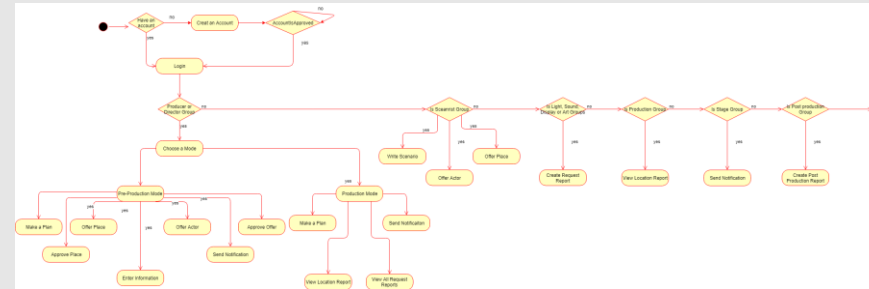 Have an
account
no
Creat an Account
AccountsApproved
no
yes
yes
Login
Producer or
Director Group
no
yes
Is Sceanist Group
no
Is Light, Sound,
Display or Art Groups
no
Is Production Group
no
Is Stage Group
no
Is Post production
Group
yes
yes
yes
yes
yes
yes
yes
Choose a Mode
Write Scenario
Offer Place
Offer Actor
Create Request
Report
View Location Report
Send Notification
Create Post
Production Report
yes
Pre-Production Mode
Production Mode
yes
yes
yes
yes
yes
Make a Plan
Offer Place
Offer Actor
Approve Offer
Make a Plan
Send Notification
Approve Place
Send Notification
Enter Information
View Location Report
View All Request
Reports